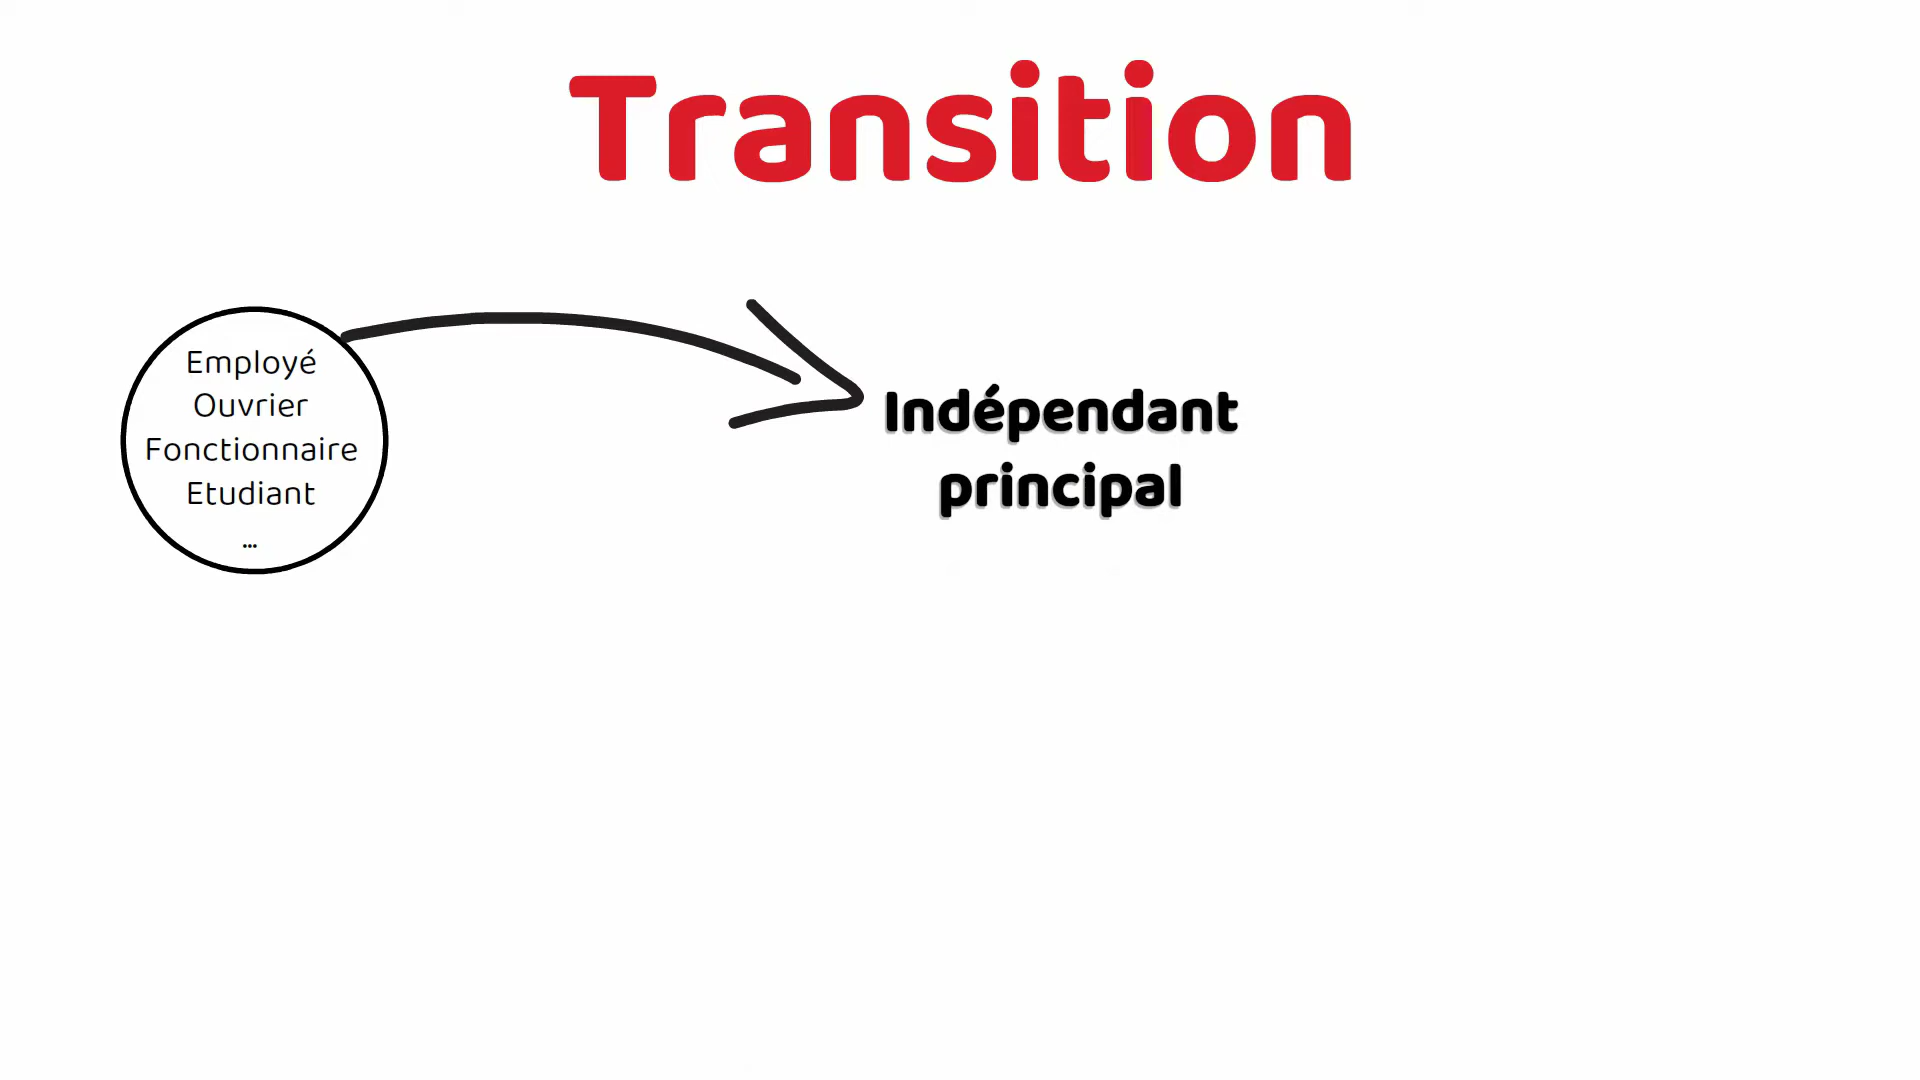 Transition
Employé
Ouvrier
Fonctionnaire
Etudiant
...
Indépendant
principal